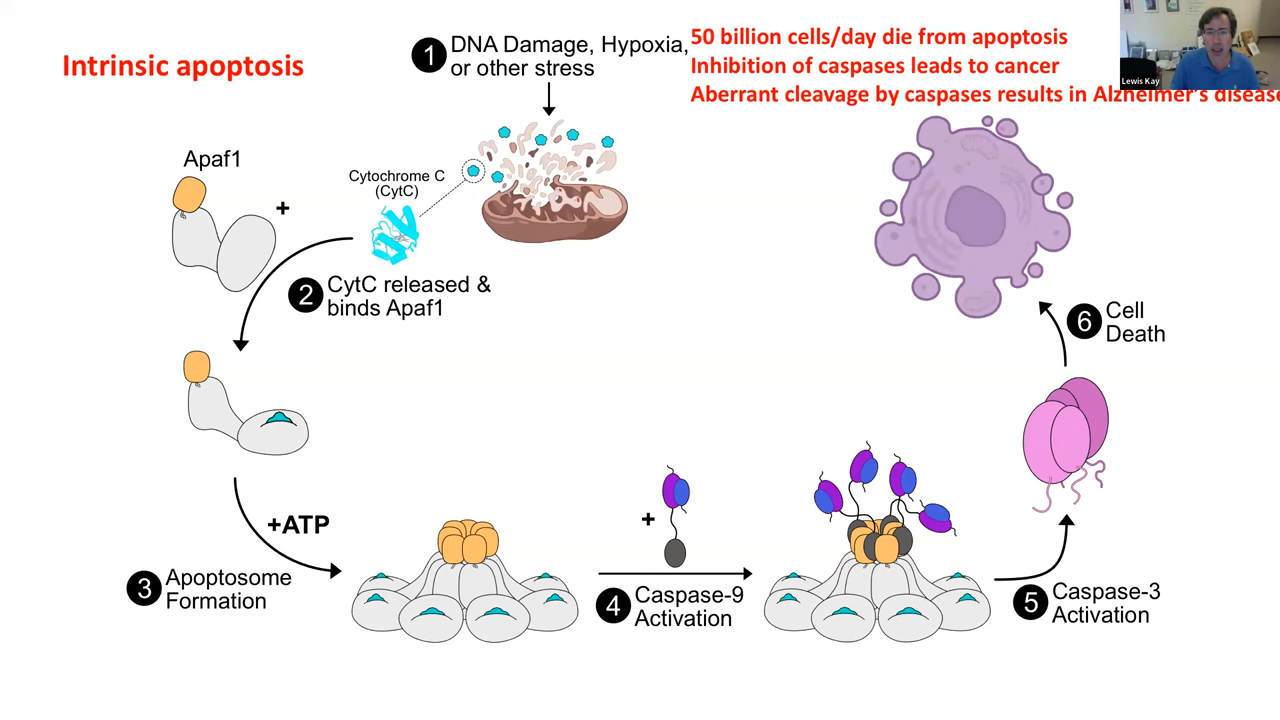 Intrinsic apoptosis
1 DNA Damage, Hypoxia,
or other stress
50 billion cells/day die from apoptosis
Inhibition of caspases leads to cancer
Aberrant cleavage by caspases results in Alzheimer's disease
Lewis Kay
Apaf1
+
Cytochrome C
(CytC)
2 CytC released &
binds Apaf1
+ATP
3 Apoptosome
Formation
+
4 Caspase-9
Activation
5 Caspase-3
Activation
6 Cell
Death